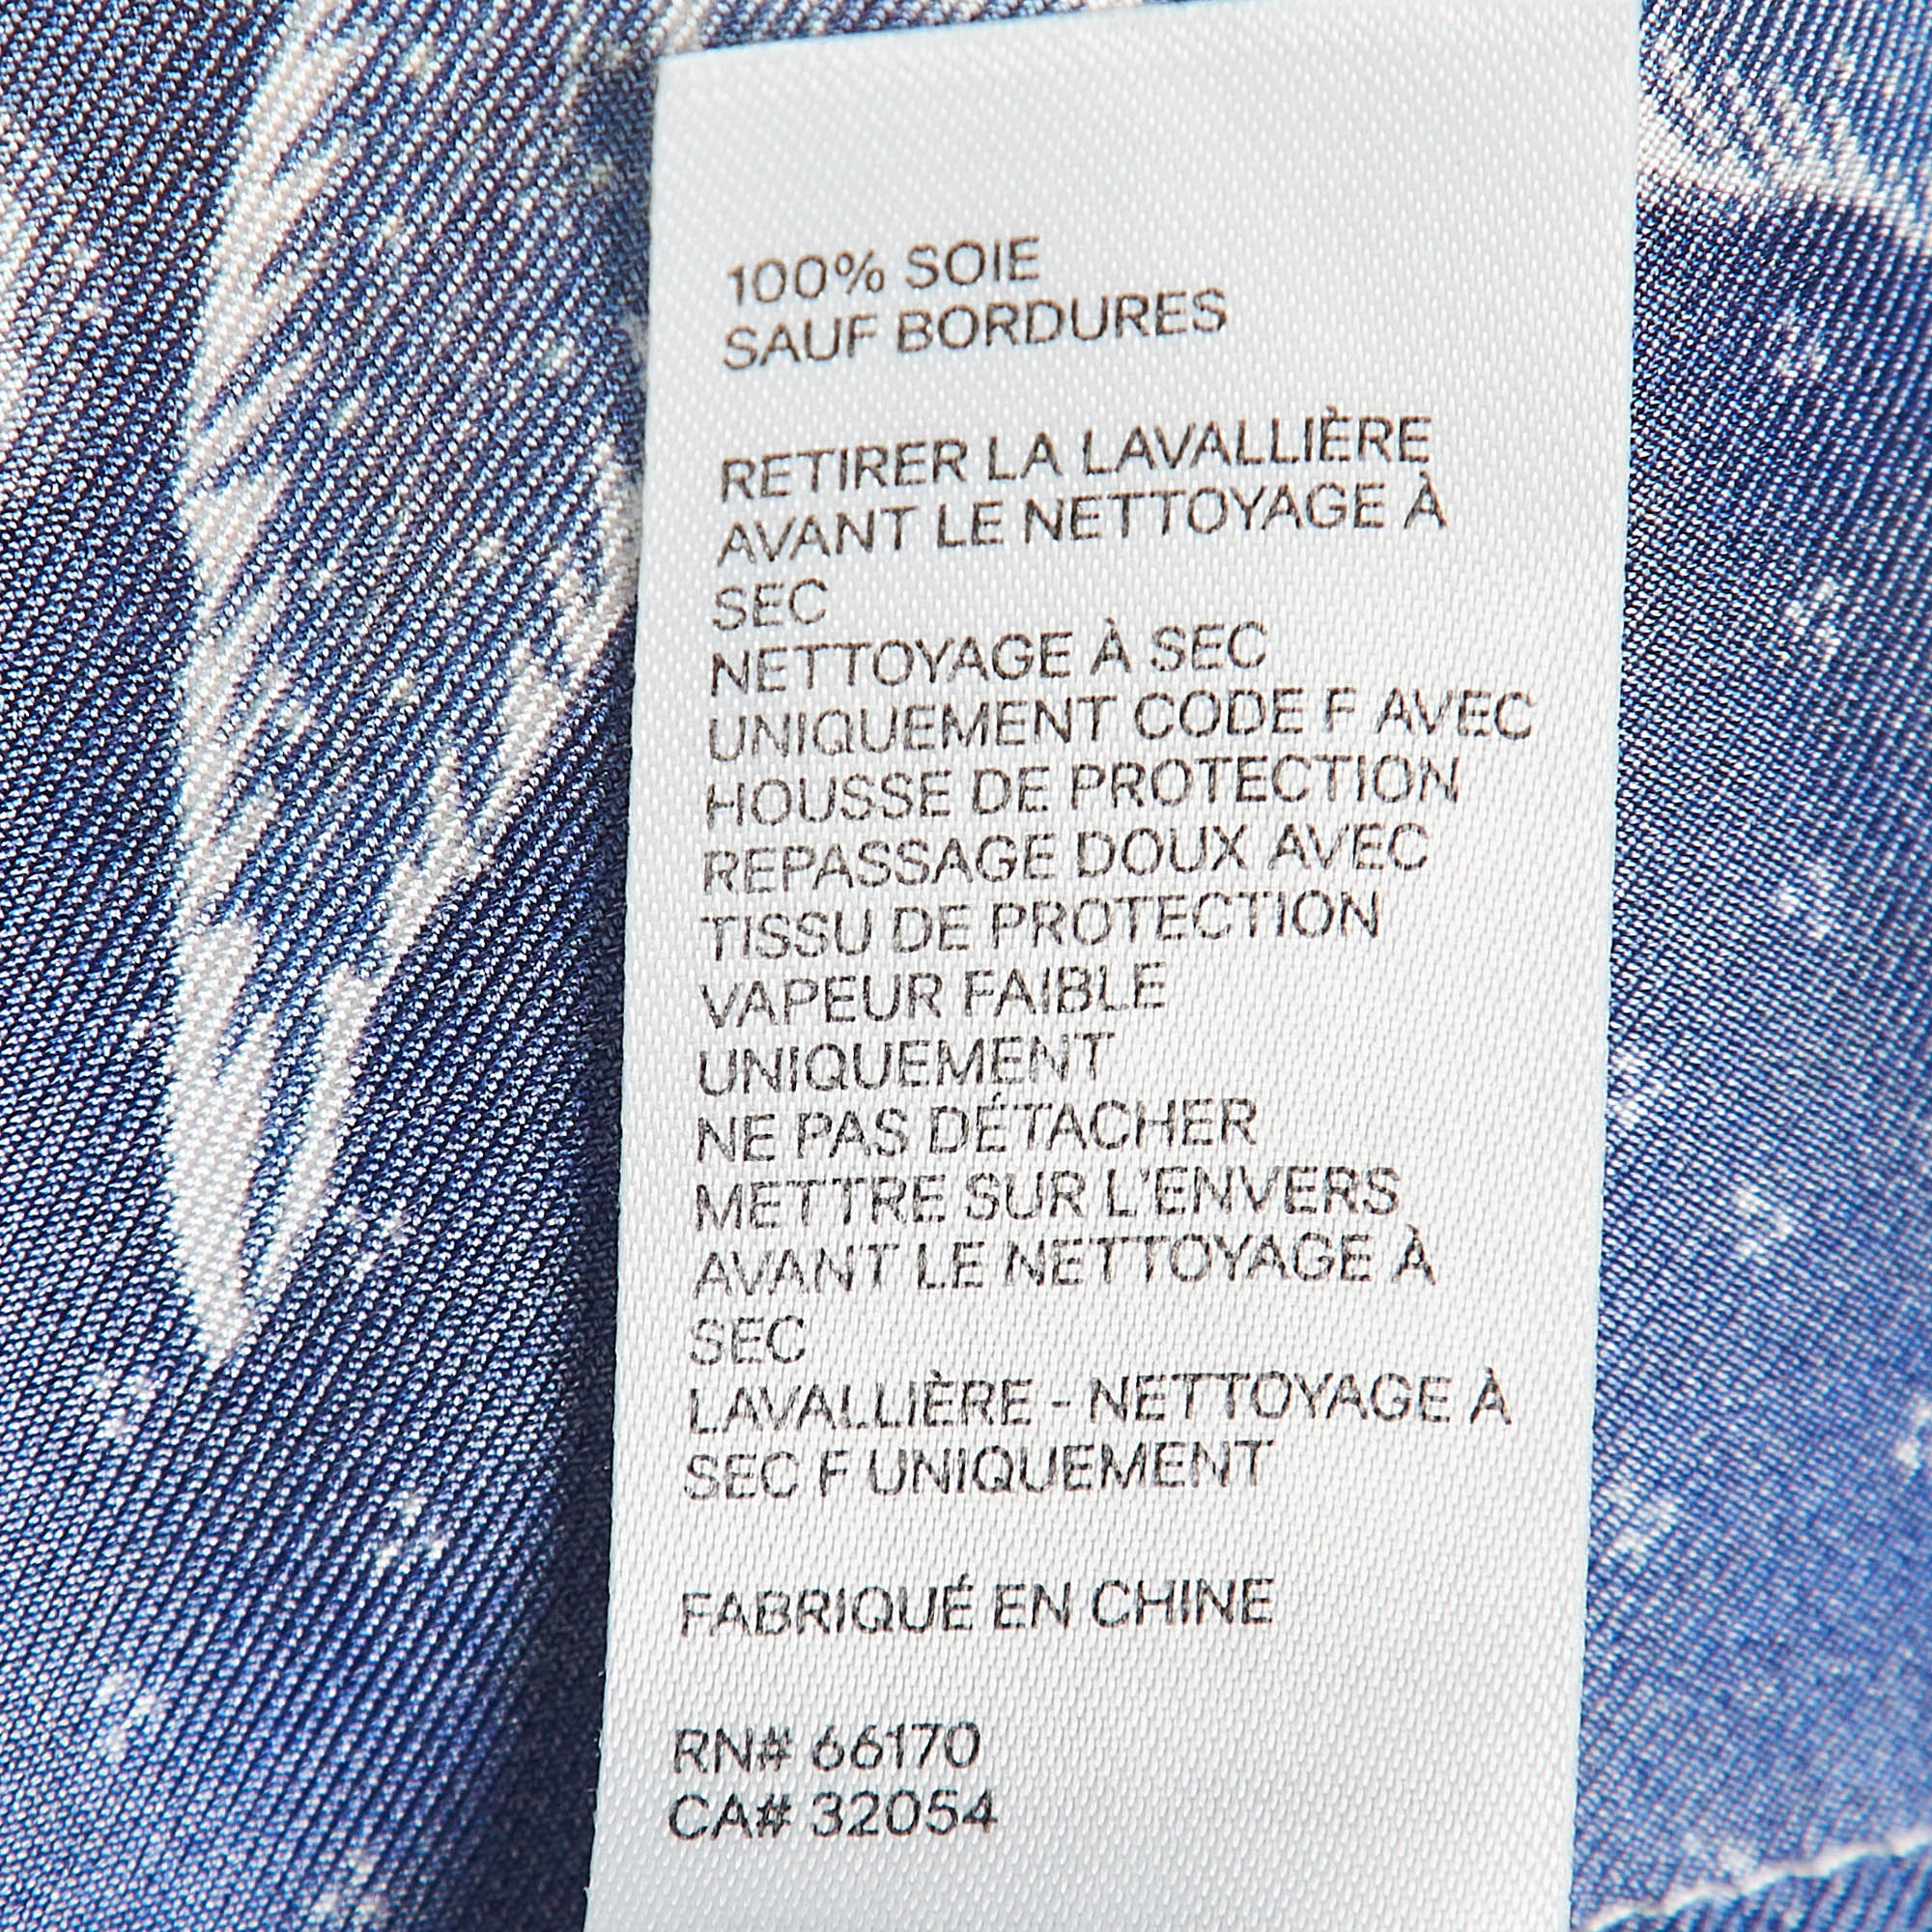 100% SOIE
SAUF BORDURES
RETIRER LA LAVALLIÈRE
AVANT LE NETTOYAGE À
SEC
NETTOYAGE À SEC
UNIQUEMENT CODE F AVEC
HOUSSE DE PROTECTION
REPASSAGE DOUX AVEC
TISSU DE PROTECTION
VAPEUR FAIBLE
UNIQUEMENT
NE PAS DÉTACHER
METTRE SUR L'ENVERS
AVANT LE NETTOYAGE À
SEC
LAVALLIÈRE - NETTOYAGE À
SEC F UNIQUEMENT
FABRIQUÉ EN CHINE
RN# 66170
CA# 32054